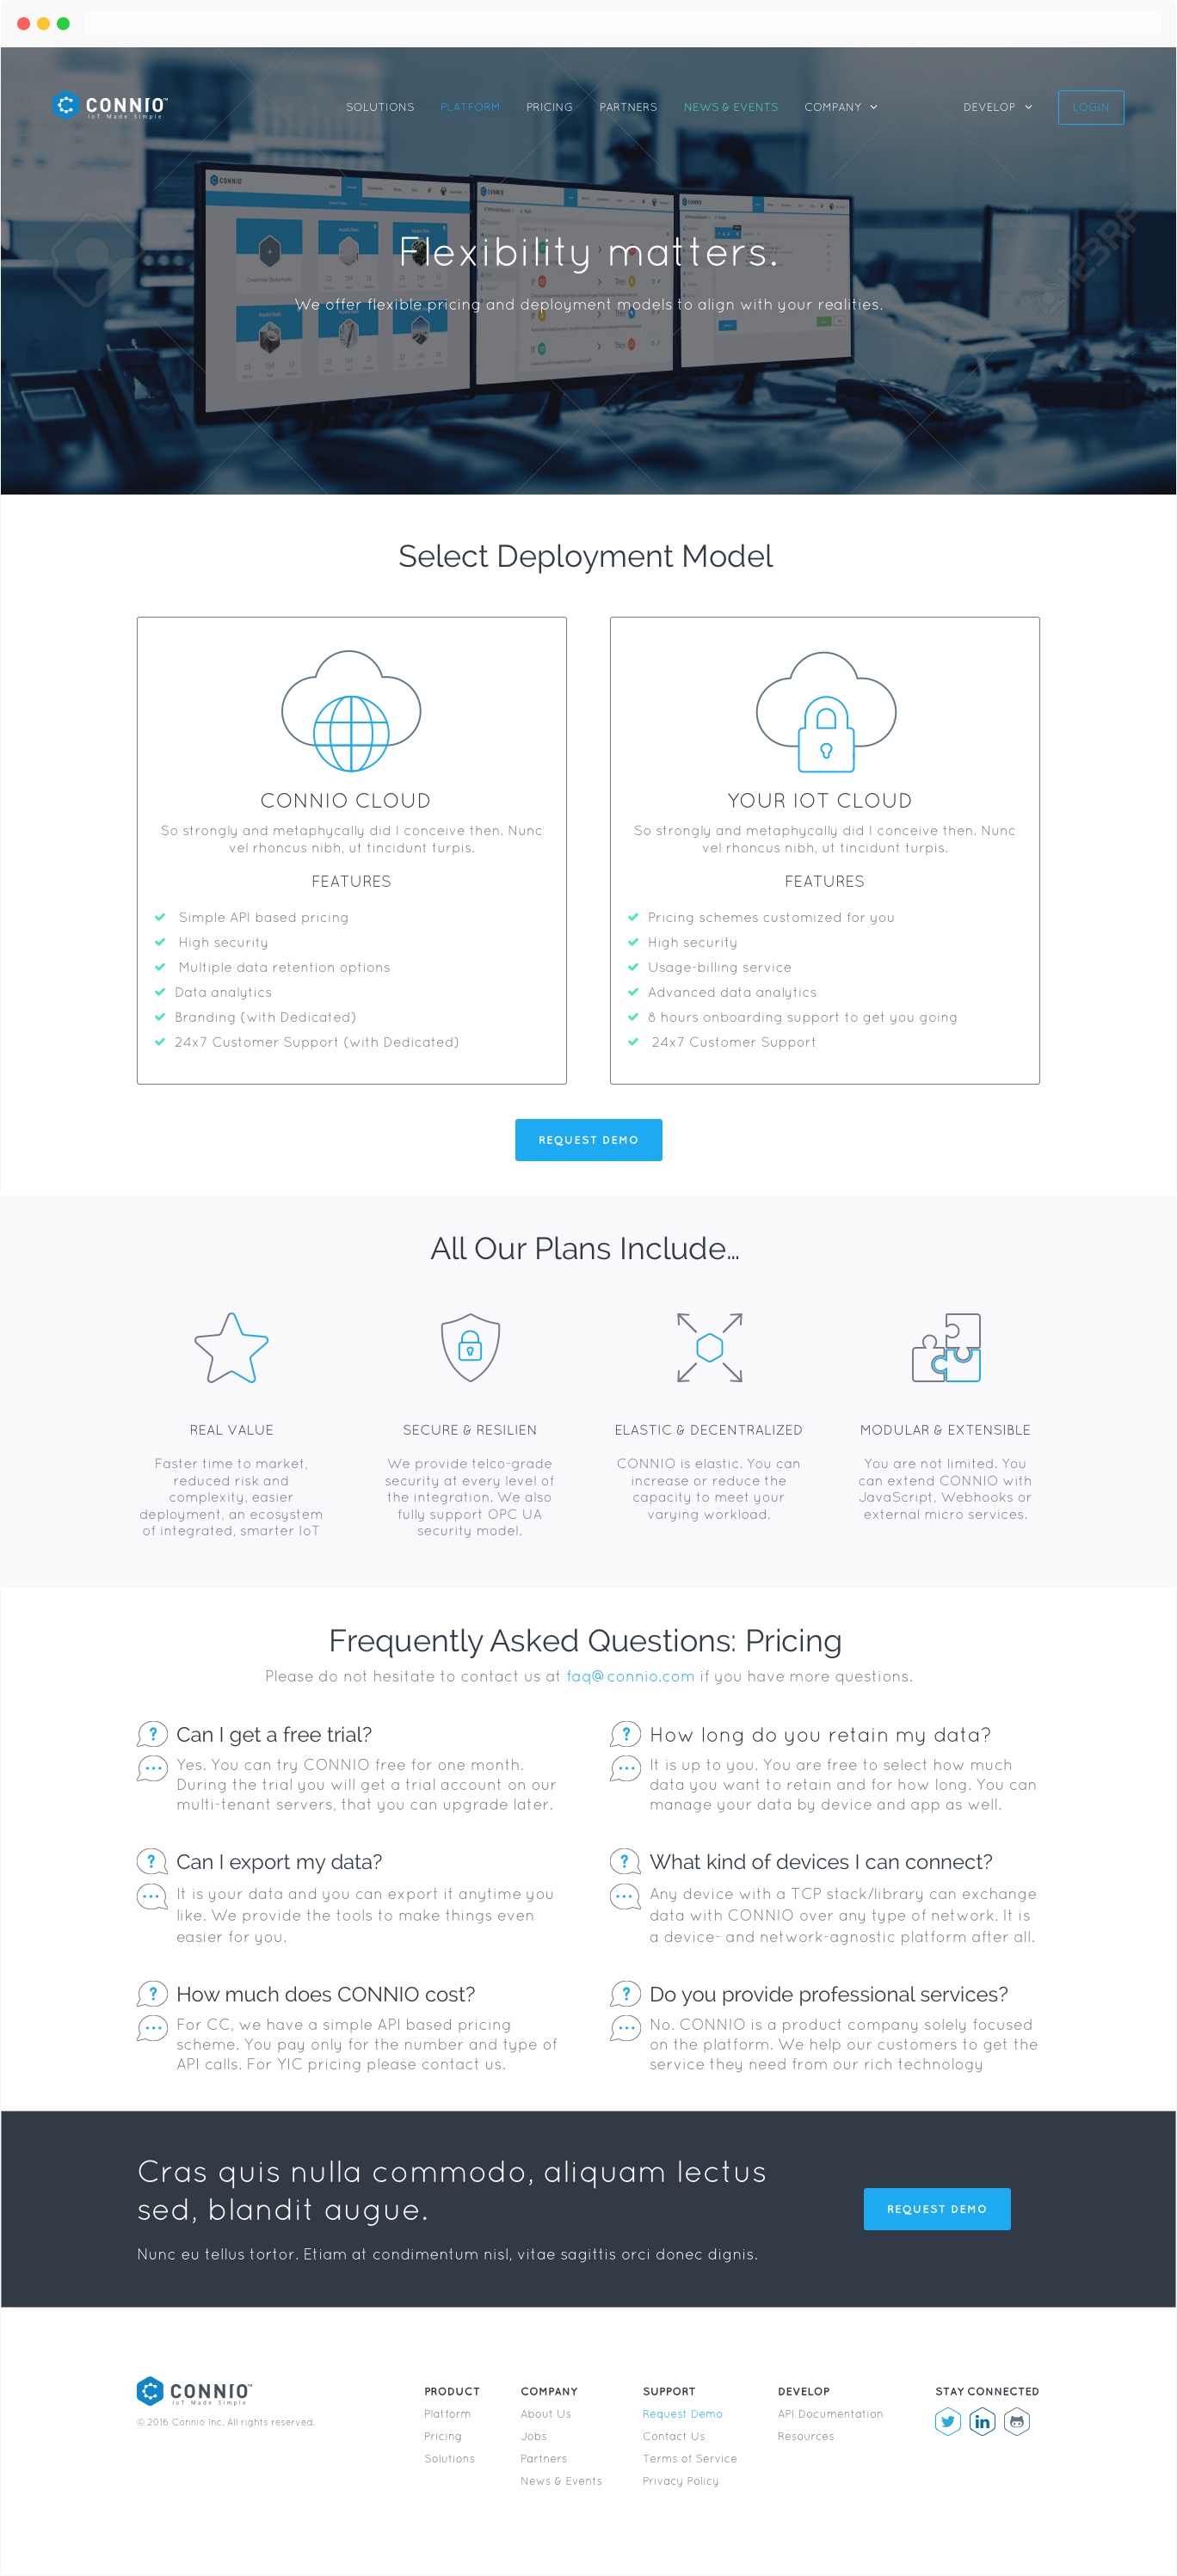 CONNIO™
IoT Made Simple
SOLUTIONS PLATFORM PRICING PARTNERS NEWS & EVENTS COMPANY DEVELOP LOGIN
CONNIO CONNIO CONNIO
Flexibility matters.
We offer flexible pricing and deployment models to align with your realities.
123RF
Select Deployment Model
CONNIO CLOUD
So strongly and metaphycally did I conceive then. Nunc
vel rhoncus nibh, ut tincidunt turpis.
FEATURES
Simple API based pricing
High security
Multiple data retention options
Data analytics
Branding (with Dedicated)
24x7 Customer Support (with Dedicated)
YOUR IOT CLOUD
So strongly and metaphycally did I conceive then. Nunc
vel rhoncus nibh, ut tincidunt turpis.
FEATURES
Pricing schemes customized for you
High security
Usage-billing service
Advanced data analytics
8 hours onboarding support to get you going
24x7 Customer Support
REQUEST DEMO
All Our Plans Include...
REAL VALUE
Faster time to market,
reduced risk and
complexity, easier
deployment, an ecosystem
of integrated, smarter IoT
SECURE & RESILIEN
We provide telco-grade
security at every level of
the integration. We also
fully support OPC UA
security model.
ELASTIC & DECENTRALIZED
CONNIO is elastic. You can
increase or reduce the
capacity to meet your
varying workload.
MODULAR & EXTENSIBLE
You are not limited. You
can extend CONNIO with
JavaScript, Webhooks or
external micro services.
Frequently Asked Questions: Pricing
Please do not hesitate to contact us at faq@connio.com if you have more questions.
Can I get a free trial?
Yes. You can try CONNIO free for one month.
During the trial you will get a trial account on our
multi-tenant servers, that you can upgrade later.
How long do you retain my data?
It is up to you. You are free to select how much
data you want to retain and for how long. You can
manage your data by device and app as well.
Can I export my data?
It is your data and you can export it anytime you
like. We provide the tools to make things even
easier for you.
What kind of devices I can connect?
Any device with a TCP stack/library can exchange
data with CONNIO over any type of network. It is
a device- and network-agnostic platform after all.
How much does CONNIO cost?
For CC, we have a simple API based pricing
scheme. You pay only for the number and type of
API calls. For YIC pricing please contact us.
Do you provide professional services?
No. CONNIO is a product company solely focused
on the platform. We help our customers to get the
service they need from our rich technology
Cras quis nulla commodo, aliquam lectus
sed, blandit augue.
Nunc eu tellus tortor. Etiam at condimentum nisl, vitae sagittis orci donec dignis.
REQUEST DEMO
CONNIO™
IoT Made Simple
© 2016 Connio Inc. All rights reserved.
PRODUCT
Platform
Pricing
Solutions
COMPANY
About Us
Jobs
Partners
News & Events
SUPPORT
Request Demo
Contact Us
Terms of Service
Privacy Policy
DEVELOP
API Documentation
Resources
STAY CONNECTED
in